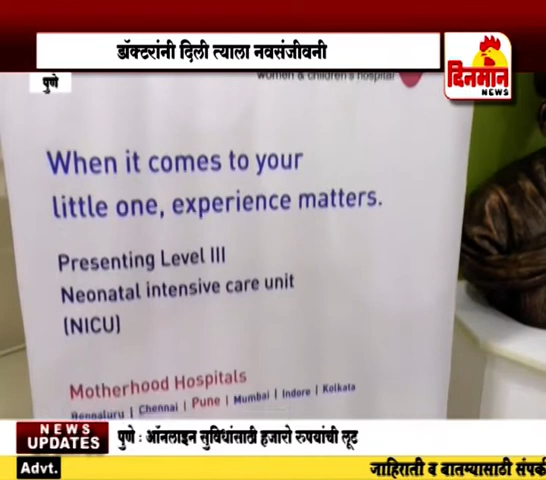 डॉक्टरांनी दिली त्याला नवसंजीवनी
दिनमान
NEWS
पुणे
women & children's hospital
When it comes to your
little one, experience matters.
Presenting Level III
Neonatal intensive care unit
(NICU)
Motherhood Hospitals
Bengaluru | Chennai | Pune | Mumbai | Indore | Kolkata
NEWS
UPDATES
पुणे : ऑनलाइन सुविधांसाठी हजारो रुपयांची लूट
Advt.
जाहिराती व बातम्यासाठी संपर्क